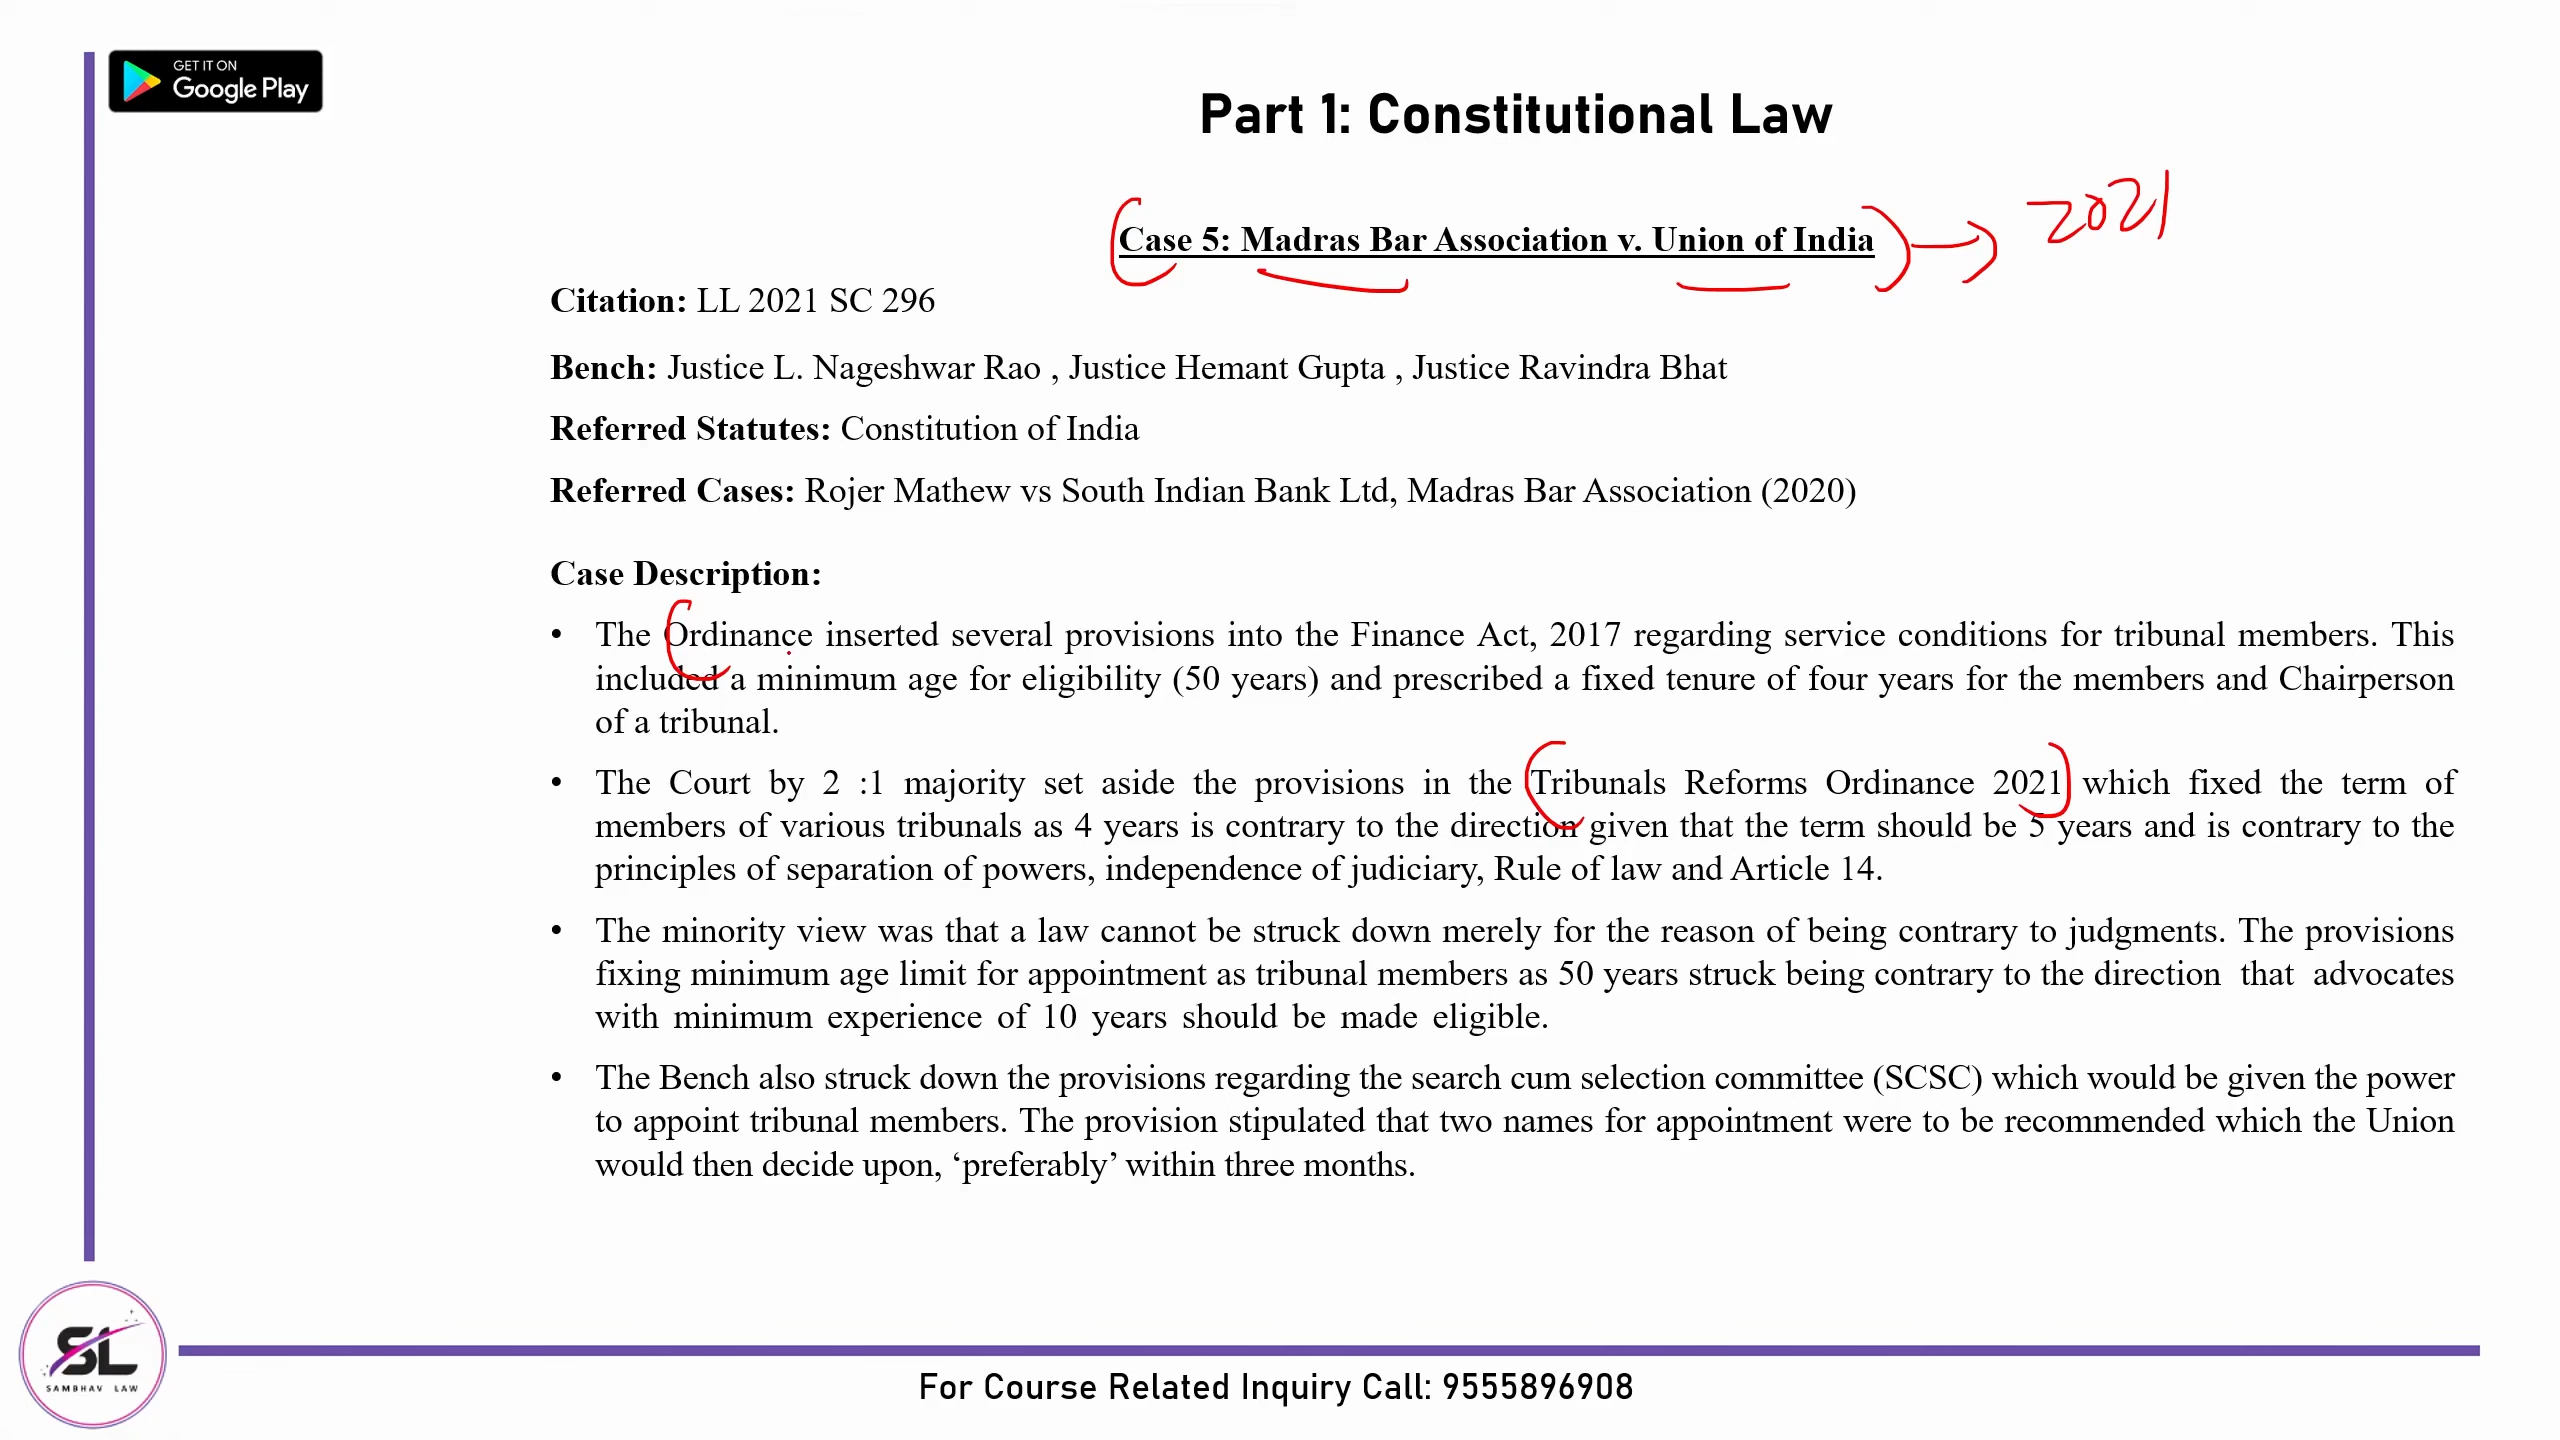 GET IT ON
Google Play
Part 1: Constitutional Law
Case 5: Madras Bar Association v. Union of India
2021
Citation: LL 2021 SC 296
Bench: Justice L. Nageshwar Rao , Justice Hemant Gupta , Justice Ravindra Bhat
Referred Statutes: Constitution of India
Referred Cases: Rojer Mathew vs South Indian Bank Ltd, Madras Bar Association (2020)
Case Description:
• The Ordinance inserted several provisions into the Finance Act, 2017 regarding service conditions for tribunal members. This
included a minimum age for eligibility (50 years) and prescribed a fixed tenure of four years for the members and Chairperson
of a tribunal.
• The Court by 2 :1 majority set aside the provisions in the Tribunals Reforms Ordinance 2021 which fixed the term of
members of various tribunals as 4 years is contrary to the direction given that the term should be 5 years and is contrary to the
principles of separation of powers, independence of judiciary, Rule of law and Article 14.
• The minority view was that a law cannot be struck down merely for the reason of being contrary to judgments. The provisions
fixing minimum age limit for appointment as tribunal members as 50 years struck being contrary to the direction that advocates
with minimum experience of 10 years should be made eligible.
• The Bench also struck down the provisions regarding the search cum selection committee (SCSC) which would be given the power
to appoint tribunal members. The provision stipulated that two names for appointment were to be recommended which the Union
would then decide upon, ‘preferably’ within three months.
SL
SAMBHAV LAW
For Course Related Inquiry Call: 9555896908